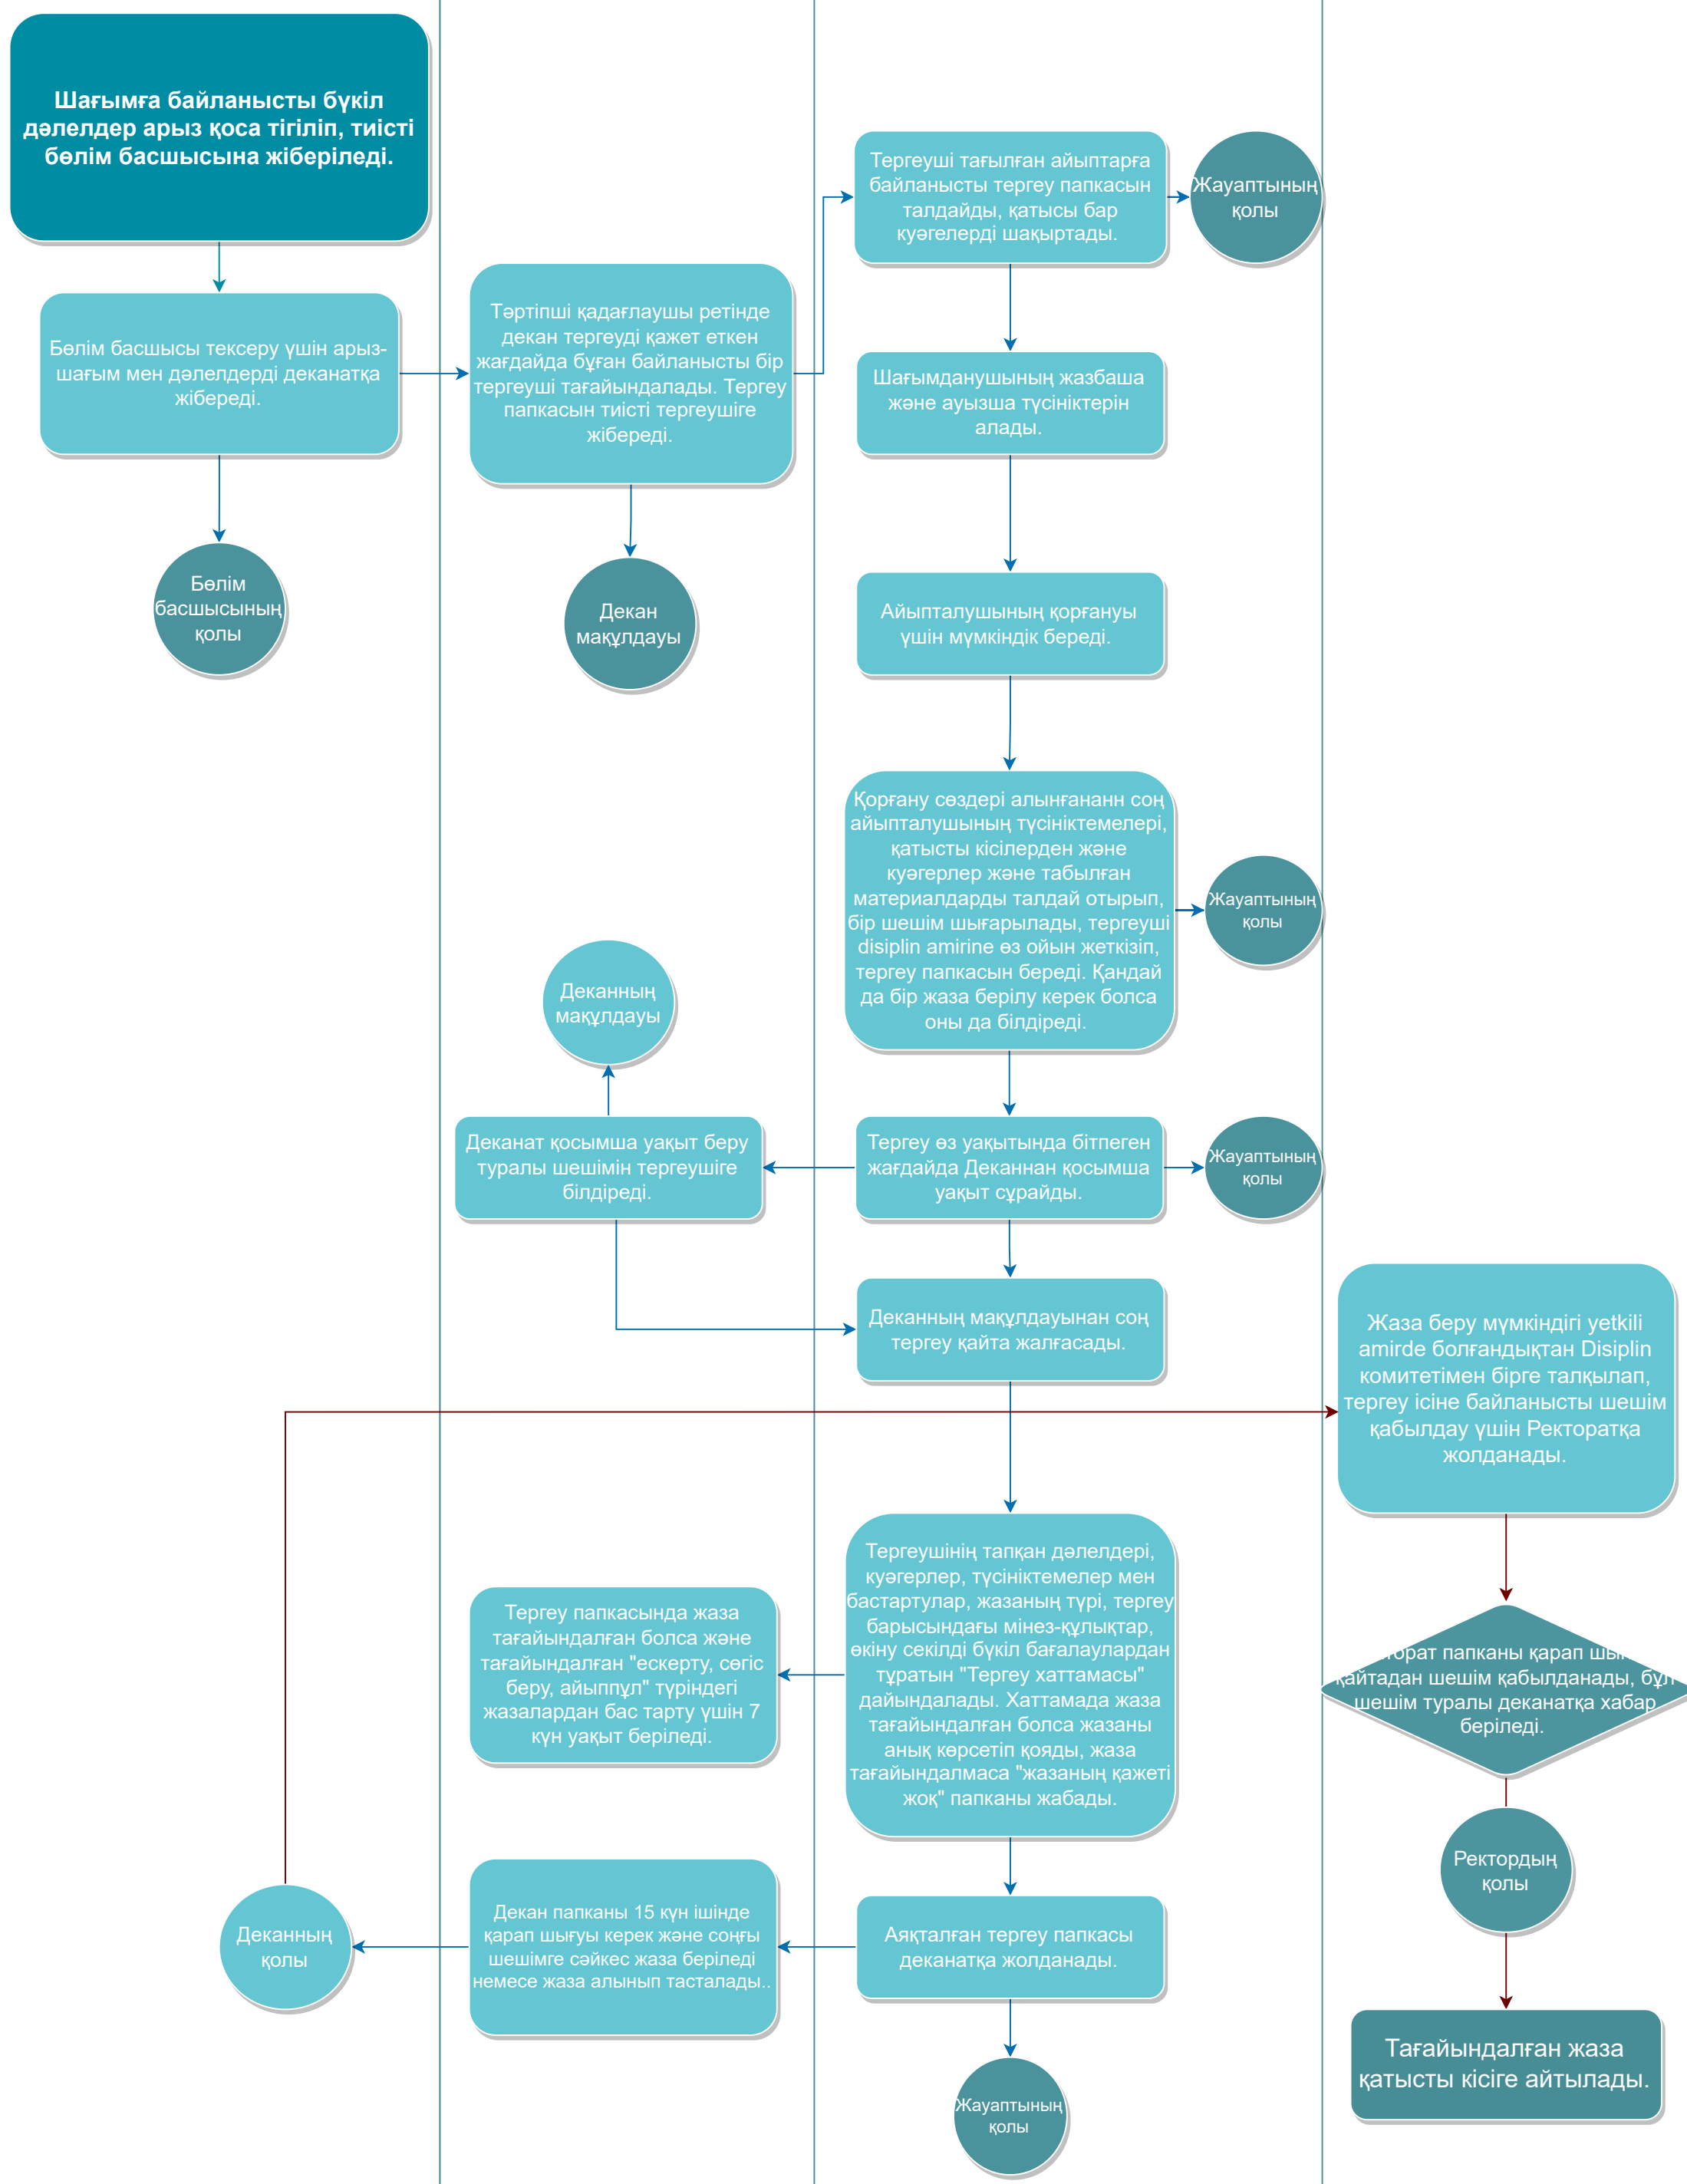 Шағымға байланысты бүкіл
дәлелдер арыз қоса тігіліп, тиісті
бөлім басшысына жіберіледі.
Бөлім басшысы тексеру үшін арыз-
шағым мен дәлелдерді деканатқа
жібереді.
Бөлім
басшысының
қолы
Тәртіпші қадағлаушы ретінде
декан тергеуді қажет еткен
жағдайда бұған байланысты бір
тергеуші тағайындалады. Тергеу
папкасын тиисті тергеушіге
жібереді.
Декан
мақұлдауы
Тергеуші тағылған айыптарға
байланысты тергеу папкасын
талдайды, қатысы бар
куәгелерді шақыртады.
Жауаптының
қолы
Шағымданушының жазбаша
және ауызша түсініктерін
алады.
Айыпталушының қорғануы
үшін мүмкіндік береді.
Қорғану сөздері алынғананн соң
айыпталушының түсініктемелері,
қатысты кісілерден және
куәгерлер және табылған
материалдарды талдай отырып,
бір шешім шығарылады, тергеуші
disiplin amirine өз ойын жеткізіп,
тергеу папкасын береді. Қандай
да бір жаза берілу керек болса
оны да білдіреді.
Жауаптының
қолы
Деканның
мақұлдауы
Деканат қосымша уақыт беру
туралы шешімін тергеушіге
білдіреді.
Тергеу өз уақытында бітпеген
жағдайда Деканнан қосымша
уақыт сұрайды.
Жауаптының
қолы
Деканның мақұлдауынан соң
тергеу қайта жалғасады.
Жаза беру мүмкіндігі yetkili
amirde болғандықтан Disiplin
комитетімен бірге талқылап,
тергеу ісіне байланысты шешім
қабылдау үшін Ректоратқа
жолданады.
Тергеушінің тапқан дәлелдері,
куәгерлер, түсініктемелер мен
бастартулар, жазаның түрі, тергеу
барысындағы мінез-құлықтар,
өкіну секілді бүкіл бағалаулардан
тұратын "Тергеу хаттамасы"
дайындалады. Хаттамада жаза
тағайындалған болса жазаны
анық көрсетіп қояды, жаза
тағайындалмаса "жазаның қажеті
жоқ" папканы жабады.
Тергеу папкасында жаза
тағайындалған болса және
тағайындалған "ескерту, сөгіс
беру, айыппұл" түріндегі
жазалардан бас тарту үшін 7
күн уақыт беріледі.
папканы қарап
қайтадан шешім қабылданады, бұл
шешім туралы деканатқа хабар
беріледі.
Ректордың
қолы
Деканның
қолы
Декан папканы 15 күн ішінде
қарап шығуы керек және соңғы
шешімге сәйкес жаза беріледі
немесе жаза алынып тасталады..
Аяқталған тергеу папкасы
деканатқа жолданады.
Тағайындалған жаза
қатысты кісіге айтылады.
Жауаптының
қолы